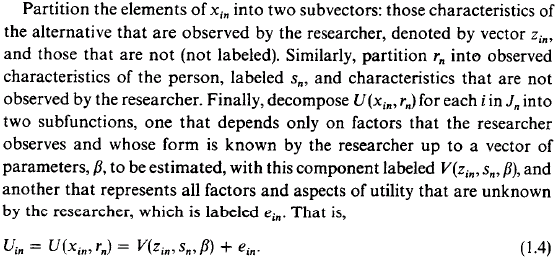 Partition the elements of x_in into two subvectors: those characteristics of
the alternative that are observed by the researcher, denoted by vector z_in,
and those that are not (not labeled). Similarly, partition r_n into observed
characteristics of the person, labeled s_n, and characteristics that are not
observed by the researcher. Finally, decompose U(x_in, r_n) for each i in J_n into
two subfunctions, one that depends only on factors that the researcher
observes and whose form is known by the researcher up to a vector of
parameters, β, to be estimated, with this component labeled V(z_in, s_n, β), and
another that represents all factors and aspects of utility that are unknown
by the researcher, which is labeled e_in. That is,
U_in = U(x_in, r_n) = V(z_in, s_n, β) + e_in. (1.4)